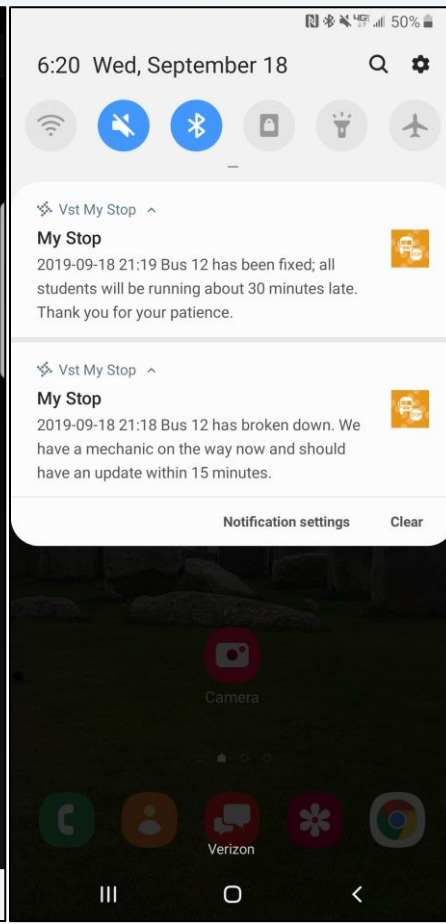 50%
6:20 Wed, September 18
Vst My Stop
My Stop
2019-09-18 21:19 Bus 12 has been fixed; all
students will be running about 30 minutes late.
Thank you for your patience.
Vst My Stop
My Stop
2019-09-18 21:18 Bus 12 has broken down. We
have a mechanic on the way now and should
have an update within 15 minutes.
Notification settings
Clear
Camera
Verizon